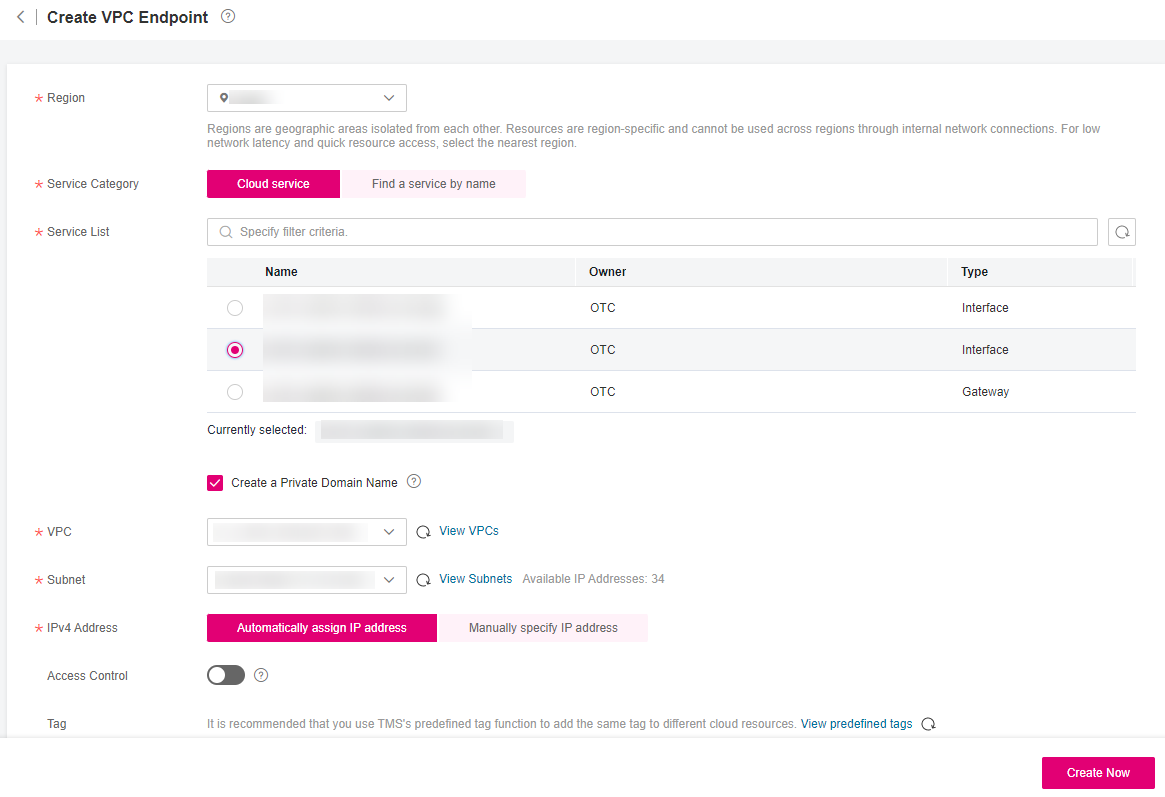 Create VPC Endpoint ?
* Region
Regions are geographic areas isolated from each other. Resources are region-specific and cannot be used across regions through internal network connections. For low
network latency and quick resource access, select the nearest region.
* Service Category Cloud service Find a service by name
* Service List Specify filter criteria.
Name Owner Type
OTC Interface
OTC Interface
OTC Gateway
Currently selected:
Create a Private Domain Name ?
* VPC View VPCs
* Subnet View Subnets Available IP Addresses: 34
* IPv4 Address Automatically assign IP address Manually specify IP address
Access Control ?
Tag It is recommended that you use TMS's predefined tag function to add the same tag to different cloud resources. View predefined tags
Create Now